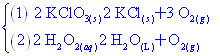 (1) 2 KClO₃₍ₛ₎2 KCl₍ₛ₎+3 O₂₍g₎
(2)2 H₂O₂₍aq₎2 H₂O₍L₎+O₂₍g₎